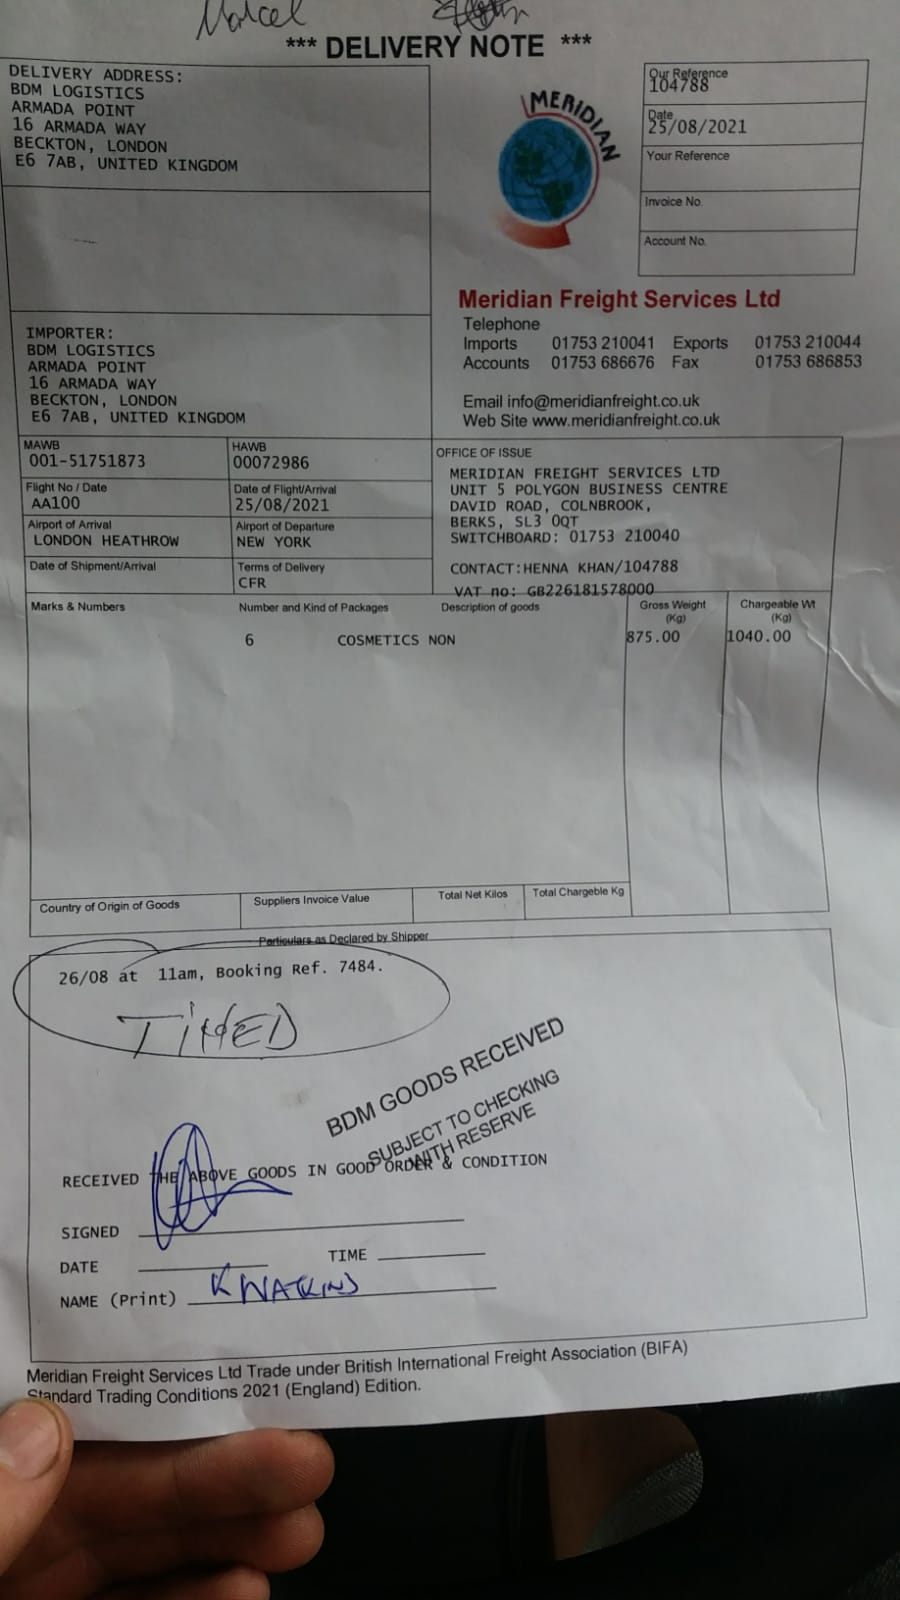 Marcel
*** DELIVERY NOTE ***
DELIVERY ADDRESS:
BDM LOGISTICS
ARMADA POINT
16 ARMADA WAY
BECKTON, LONDON
E6 7AB, UNITED KINGDOM
MERIDIAN
Our Reference
104788
Date
25/08/2021
Your Reference
Invoice No.
Account No.
Meridian Freight Services Ltd
Telephone
Imports 01753 210041 Exports 01753 210044
Accounts 01753 686676 Fax 01753 686853
Email info@meridianfreight.co.uk
Web Site www.meridianfreight.co.uk
IMPORTER:
BDM LOGISTICS
ARMADA POINT
16 ARMADA WAY
BECKTON, LONDON
E6 7AB, UNITED KINGDOM
MAWB HAWB
001-51751873 00072986
Flight No / Date Date of Flight/Arrival
AA100 25/08/2021
Airport of Arrival Airport of Departure
LONDON HEATHROW NEW YORK
Date of Shipment/Arrival Terms of Delivery
CFR
OFFICE OF ISSUE
MERIDIAN FREIGHT SERVICES LTD
UNIT 5 POLYGON BUSINESS CENTRE
DAVID ROAD, COLNBROOK,
BERKS, SL3 0QT
SWITCHBOARD: 01753 210040
CONTACT:HENNA KHAN/104788
VAT no: GB226181578000
Marks & Numbers Number and Kind of Packages Description of goods Gross Weight (Kg) Chargeable Wt (Kg)
6 COSMETICS NON 875.00 1040.00
Country of Origin of Goods Suppliers Invoice Value Total Net Kilos Total Chargeble Kg
Particulars as Declared by Shipper
26/08 at 11am, Booking Ref. 7484.
TIMED
BDM GOODS RECEIVED
SUBJECT TO CHECKING
WITH RESERVE
RECEIVED THE ABOVE GOODS IN GOOD ORDER & CONDITION
SIGNED
DATE TIME
NAME (Print) K WATKINS
Meridian Freight Services Ltd Trade under British International Freight Association (BIFA)
Standard Trading Conditions 2021 (England) Edition.